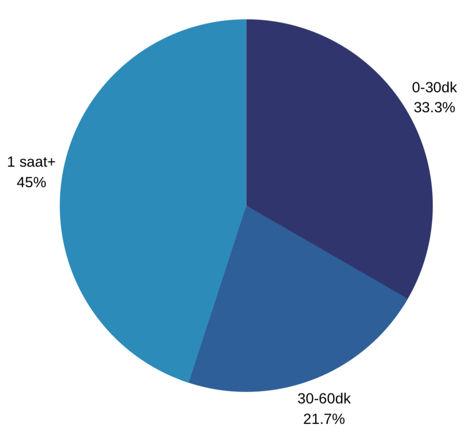 0-30dk
33.3%
1 saat+
45%
30-60dk
21.7%